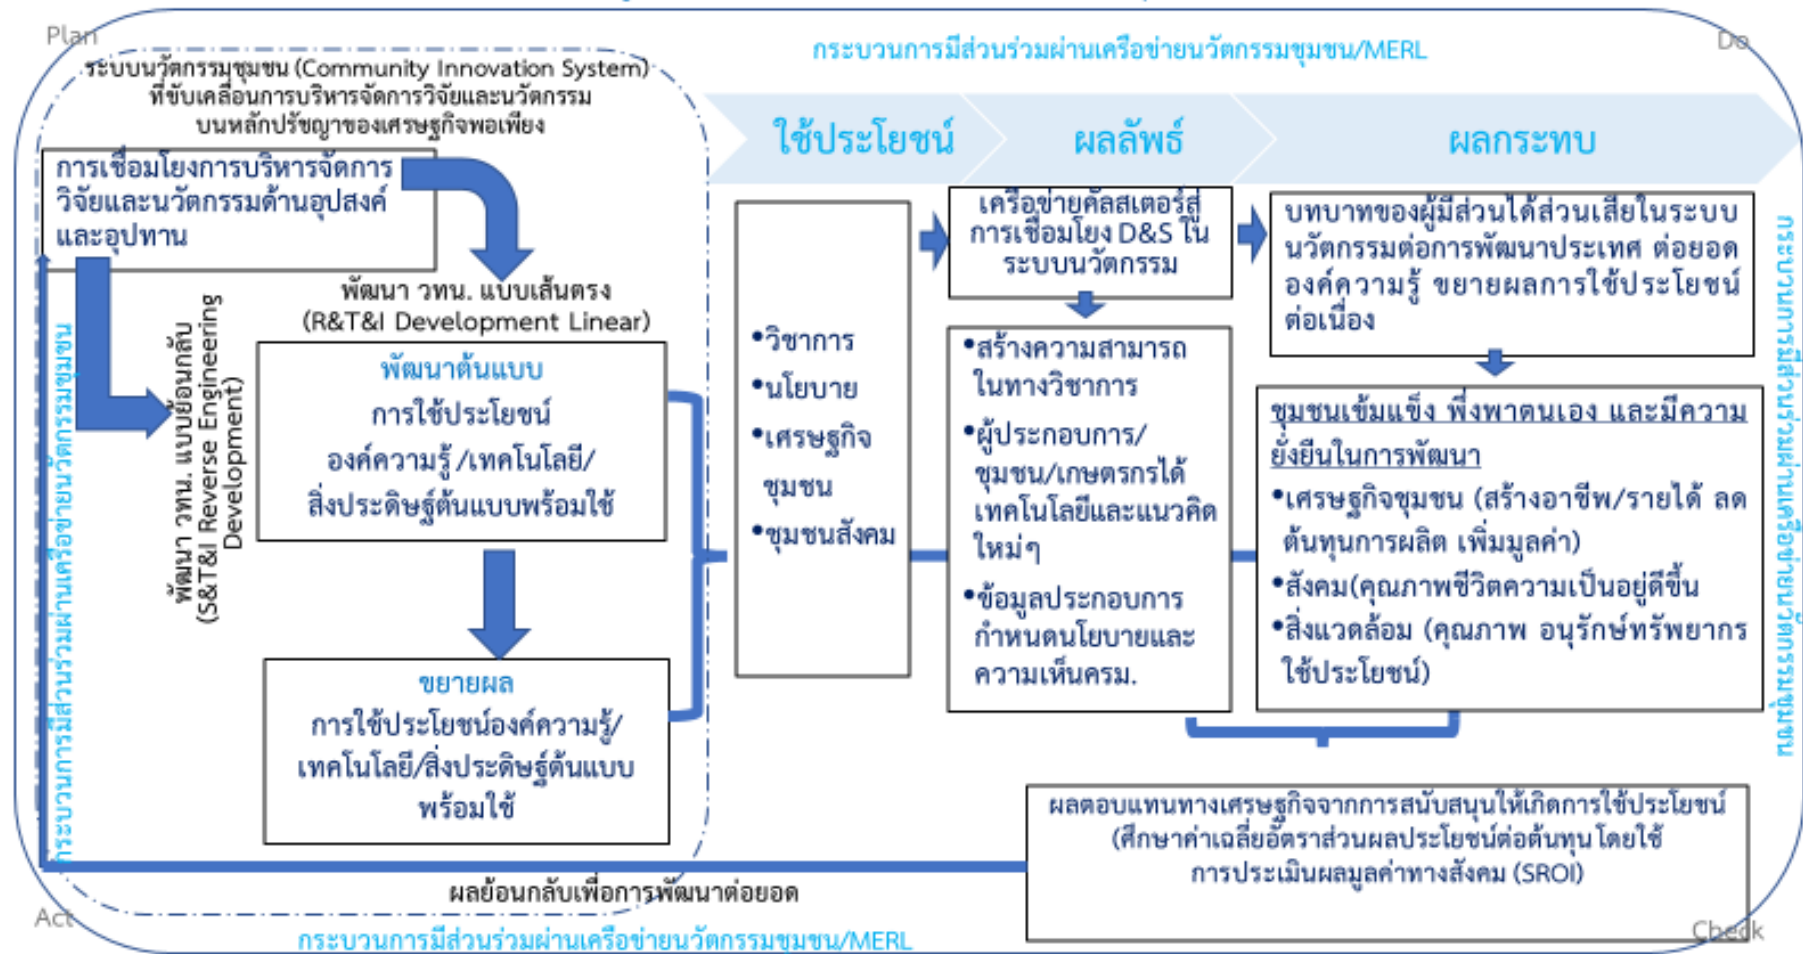 Plan
Do
กระบวนการมีส่วนร่วมผ่านเครือข่ายนวัตกรรมชุมชน/MERL
ระบบนวัตกรรมชุมชน (Community Innovation System)
ที่ขับเคลื่อนการบริหารจัดการวิจัยและนวัตกรรม
บนหลักปรัชญาของเศรษฐกิจพอเพียง
การเชื่อมโยงการบริหารจัดการ
วิจัยและนวัตกรรมด้านอุปสงค์
และอุปทาน
พัฒนา วทน. แบบเส้นตรง
(R&T&I Development Linear)
พัฒนา วทน. แบบย้อนกลับ
(S&T&I Reverse Engineering
Development)
กระบวนการมีส่วนร่วมผ่านเครือข่ายนวัตกรรมชุมชน
พัฒนาต้นแบบ
การใช้ประโยชน์
องค์ความรู้/เทคโนโลยี/
สิ่งประดิษฐ์ต้นแบบพร้อมใช้
ขยายผล
การใช้ประโยชน์องค์ความรู้/
เทคโนโลยี/สิ่งประดิษฐ์ต้นแบบ
พร้อมใช้
ใช้ประโยชน์
ผลลัพธ์
ผลกระทบ
•วิชาการ
•นโยบาย
•เศรษฐกิจ
ชุมชน
•ชุมชนสังคม
เครือข่ายคัลสเตอร์สู่
การเชื่อมโยง D&S ใน
ระบบนวัตกรรม
•สร้างความสามารถ
ในทางวิชาการ
•ผู้ประกอบการ/
ชุมชน/เกษตรกรได้
เทคโนโลยีและแนวคิด
ใหม่ๆ
•ข้อมูลประกอบการ
กำหนดนโยบายและ
ความเห็นครม.
บทบาทของผู้มีส่วนได้ส่วนเสียในระบบ
นวัตกรรมต่อการพัฒนาประเทศ ต่อยอด
องค์ความรู้ ขยายผลการใช้ประโยชน์
ต่อเนื่อง
ชุมชนเข้มแข็ง พึ่งพาตนเอง และมีความ
ยั่งยืนในการพัฒนา
•เศรษฐกิจชุมชน (สร้างอาชีพ/รายได้ ลด
ต้นทุนการผลิต เพิ่มมูลค่า)
•สังคม(คุณภาพชีวิตความเป็นอยู่ดีขึ้น
•สิ่งแวดล้อม (คุณภาพ อนุรักษ์ทรัพยากร
ใช้ประโยชน์)
กระบวนการมีส่วนร่วมผ่านเครือข่ายนวัตกรรมชุมชน
ผลตอบแทนทางเศรษฐกิจจากการสนับสนุนให้เกิดการใช้ประโยชน์
(ศึกษาค่าเฉลี่ยอัตราส่วนผลประโยชน์ต่อต้นทุนโดยใช้
การประเมินผลมูลค่าทางสังคม (SROI)
ผลย้อนกลับเพื่อการพัฒนาต่อยอด
Act
กระบวนการมีส่วนร่วมผ่านเครือข่ายนวัตกรรมชุมชน/MERL
Check